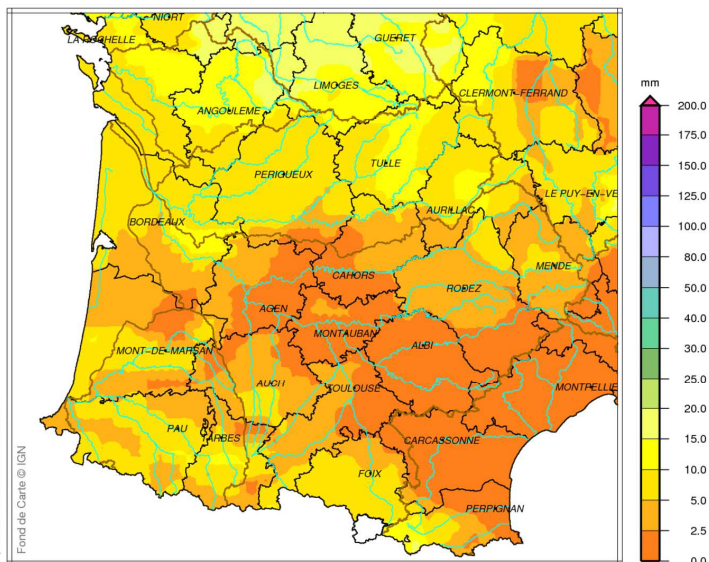 NIORT
LA ROCHELLE
GUERET
LIMOGES
CLERMONT-FERRAND
ANGOULEME
PERIGUEUX
TULLE
LE PUY-EN-VE
AURILLAC
BORDEAUX
MENDE
CAHORS
RODEZ
AGEN
MONTAUBAN
ALBI
MONT-DE-MARSAN
AUCH
TOULOUSE
MONTPELLIE
PAU
TARBES
CARCASSONNE
FOIX
PERPIGNAN
Fond de Carte © IGN
mm
200.0
175.0
150.0
125.0
100.0
80.0
50.0
40.0
30.0
25.0
20.0
15.0
10.0
5.0
2.5
0.0